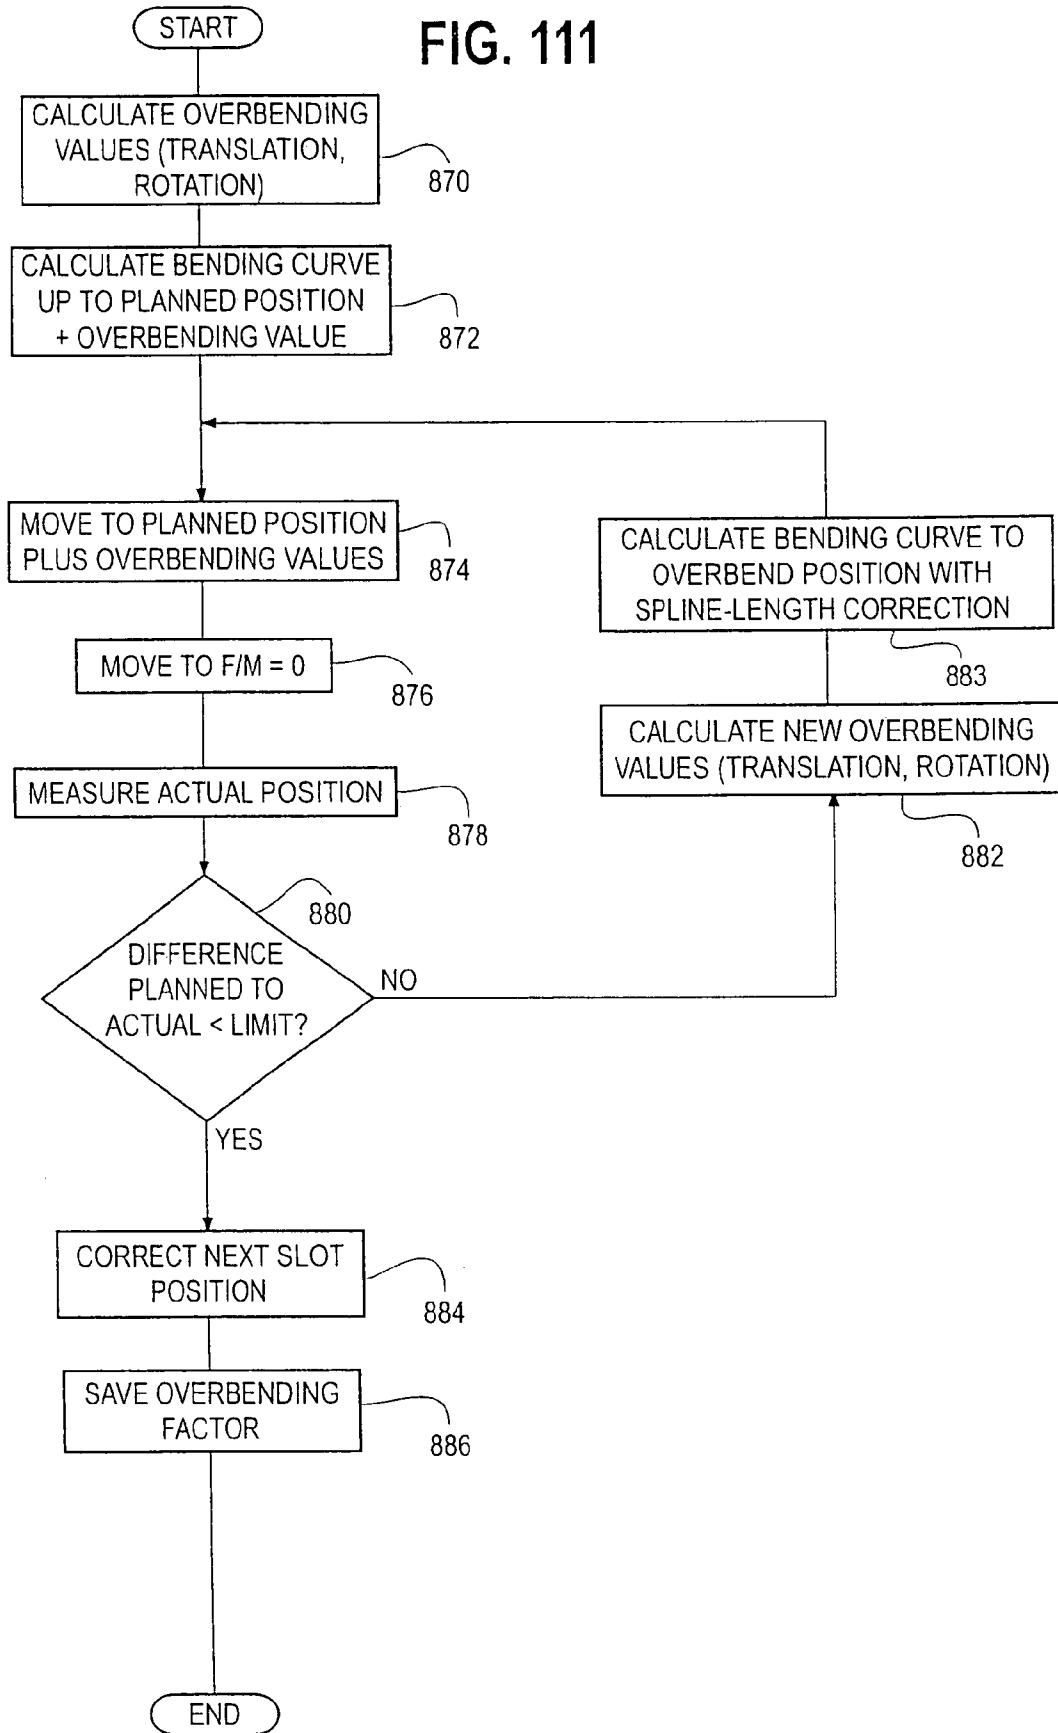 FIG. 111
START
CALCULATE OVERBENDING
VALUES (TRANSLATION,
ROTATION)
870
CALCULATE BENDING CURVE
UP TO PLANNED POSITION
+ OVERBENDING VALUE
872
MOVE TO PLANNED POSITION
PLUS OVERBENDING VALUES
874
MOVE TO F/M = 0
876
MEASURE ACTUAL POSITION
878
880
DIFFERENCE
PLANNED TO
ACTUAL < LIMIT?
NO
YES
CALCULATE BENDING CURVE TO
OVERBEND POSITION WITH
SPLINE-LENGTH CORRECTION
883
CALCULATE NEW OVERBENDING
VALUES (TRANSLATION, ROTATION)
882
CORRECT NEXT SLOT
POSITION
884
SAVE OVERBENDING
FACTOR
886
END